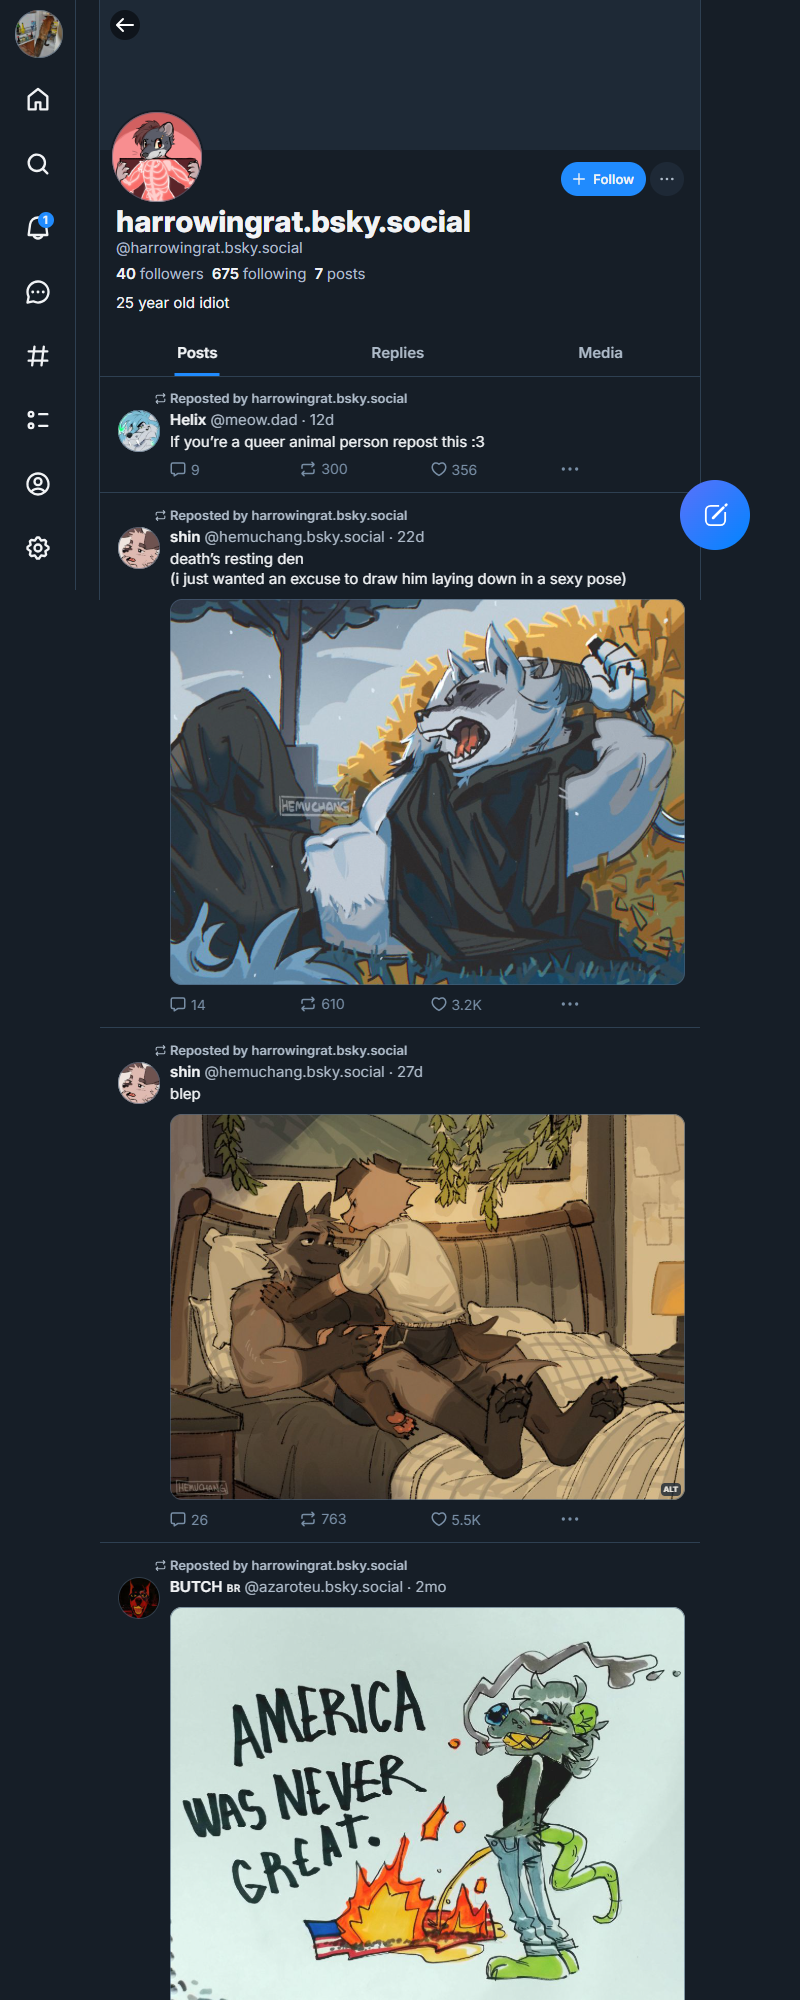 1
Follow
harrowingrat.bsky.social
@harrowingrat.bsky.social
40 followers 675 following 7 posts
25 year old idiot
Posts Replies Media
Reposted by harrowingrat.bsky.social
Helix @meow.dad · 12d
If you're a queer animal person repost this :3
9 300 356
Reposted by harrowingrat.bsky.social
shin @hemuchang.bsky.social · 22d
death's resting den
(i just wanted an excuse to draw him laying down in a sexy pose)
HEMUCHANG
14 610 3.2K
Reposted by harrowingrat.bsky.social
shin @hemuchang.bsky.social · 27d
blep
HEMUCHANG
ALT
26 763 5.5K
Reposted by harrowingrat.bsky.social
BUTCH BR @azaroteu.bsky.social · 2mo
AMERICA
WAS NEVER
GREAT.